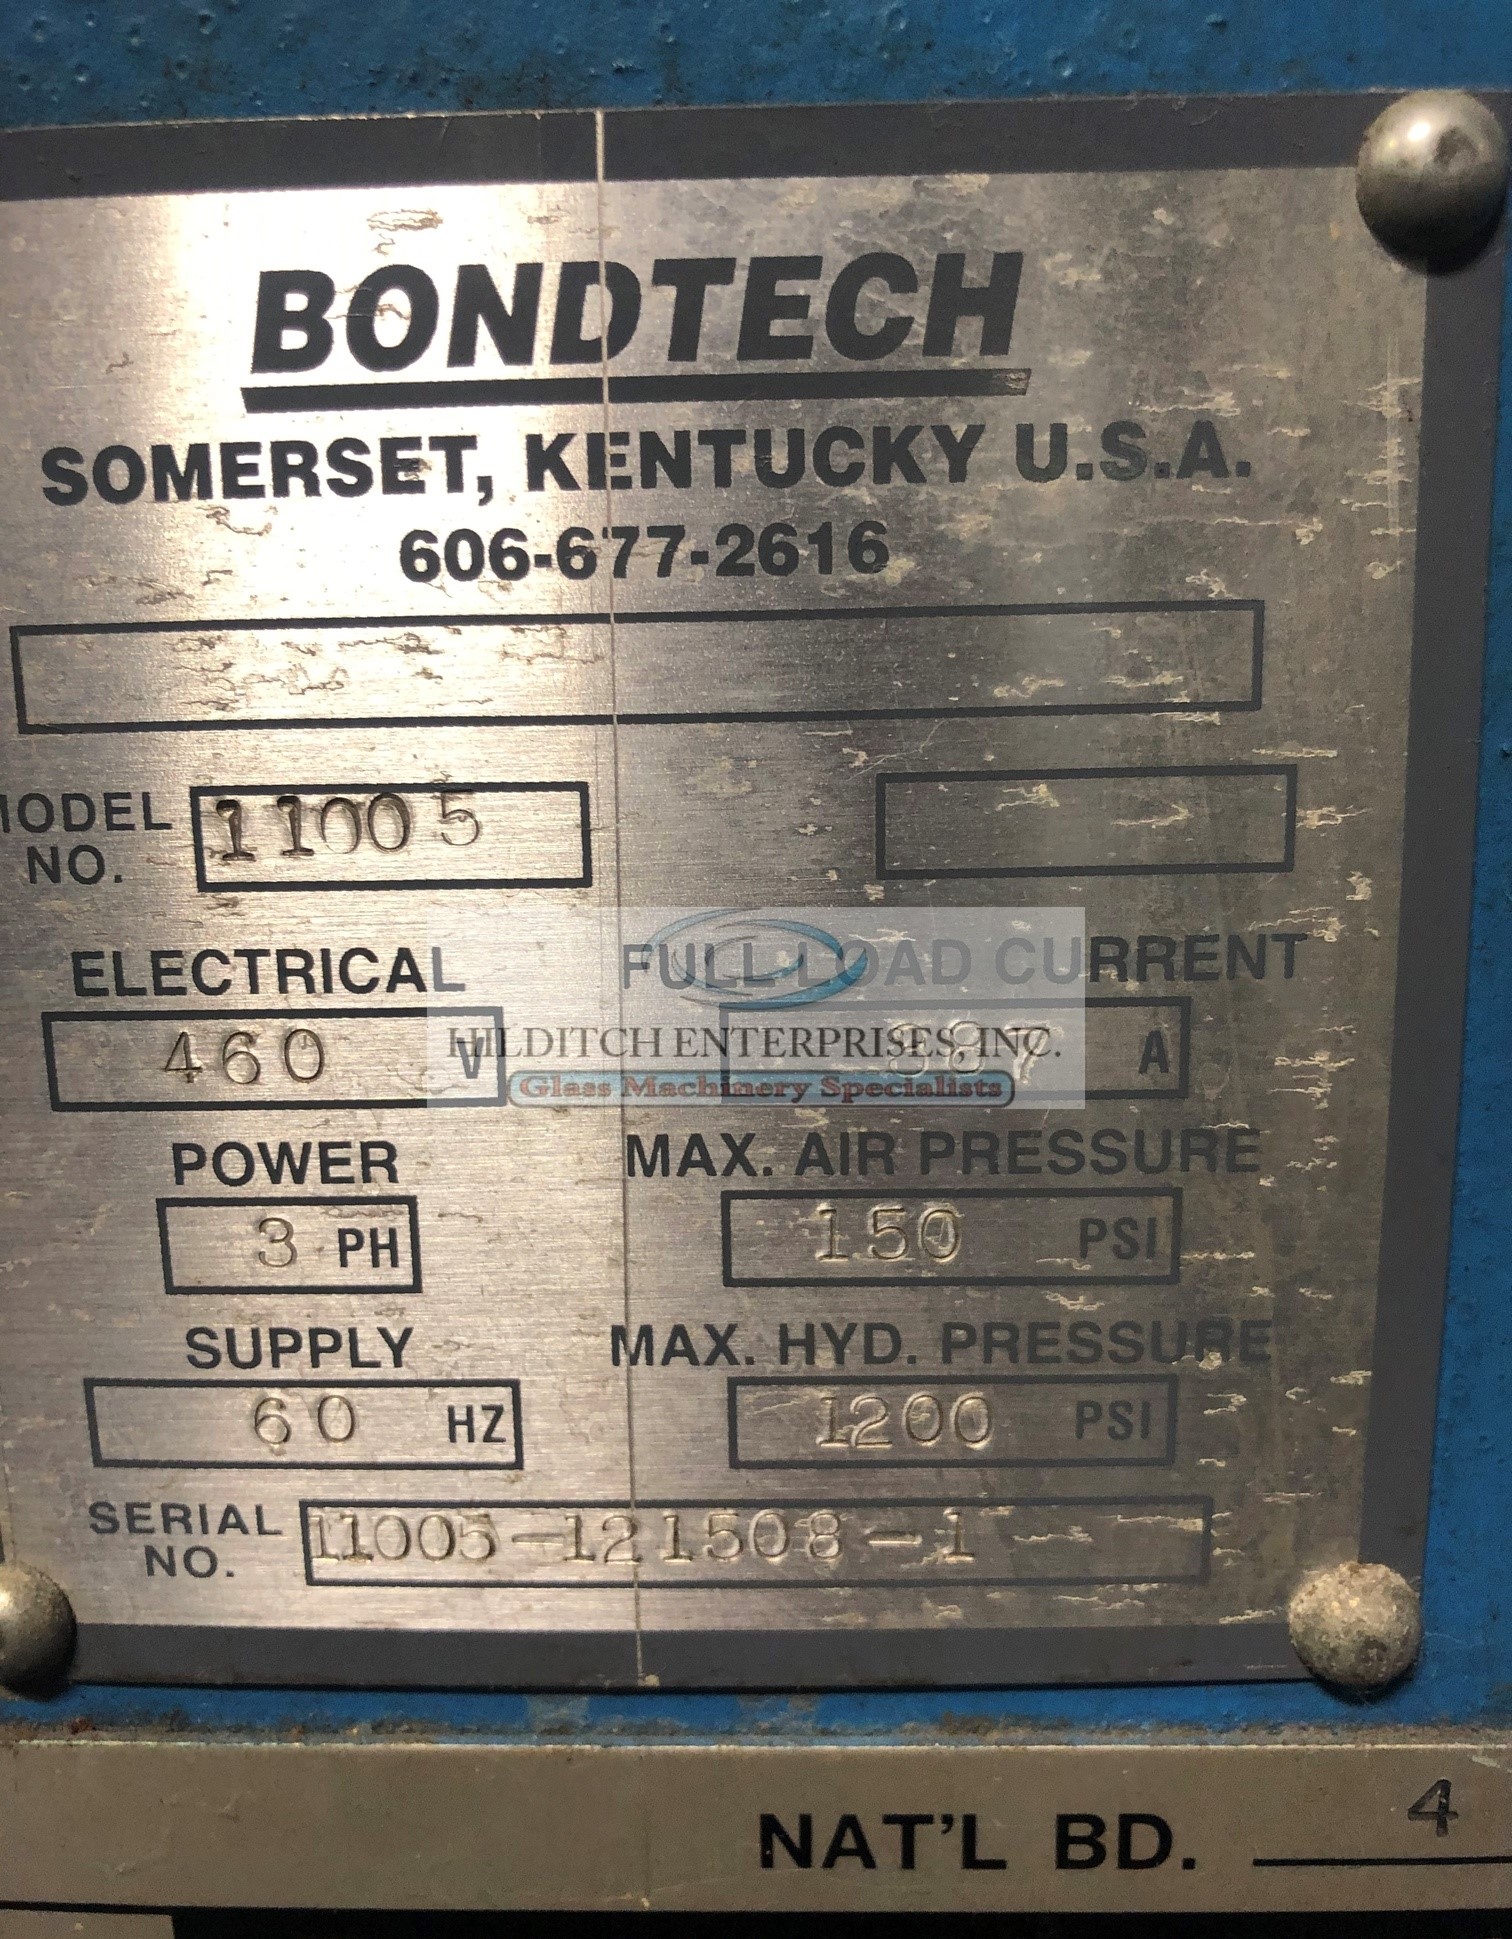 BONDTECH
SOMERSET, KENTUCKY U.S.A.
606-677-2616
MODEL NO. 11005
ELECTRICAL FULL LOAD CURRENT
460 V A
HILDITCH ENTERPRISES, INC.
Glass Machinery Specialists
POWER MAX. AIR PRESSURE
3 PH 150 PSI
SUPPLY MAX. HYD. PRESSURE
60 HZ 1200 PSI
SERIAL NO. 11005-121508-1
NAT'L BD. 4